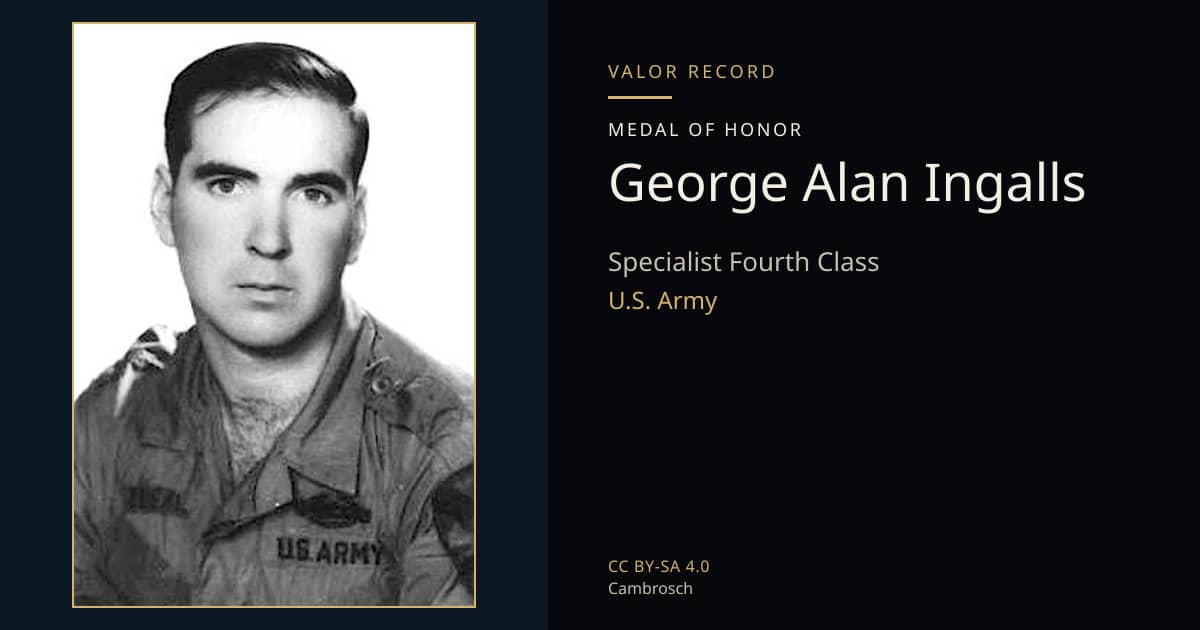 VALOR RECORD
MEDAL OF HONOR
George Alan Ingalls
Specialist Fourth Class
U.S. Army
U.S. ARMY
CC BY-SA 4.0
Cambrosch